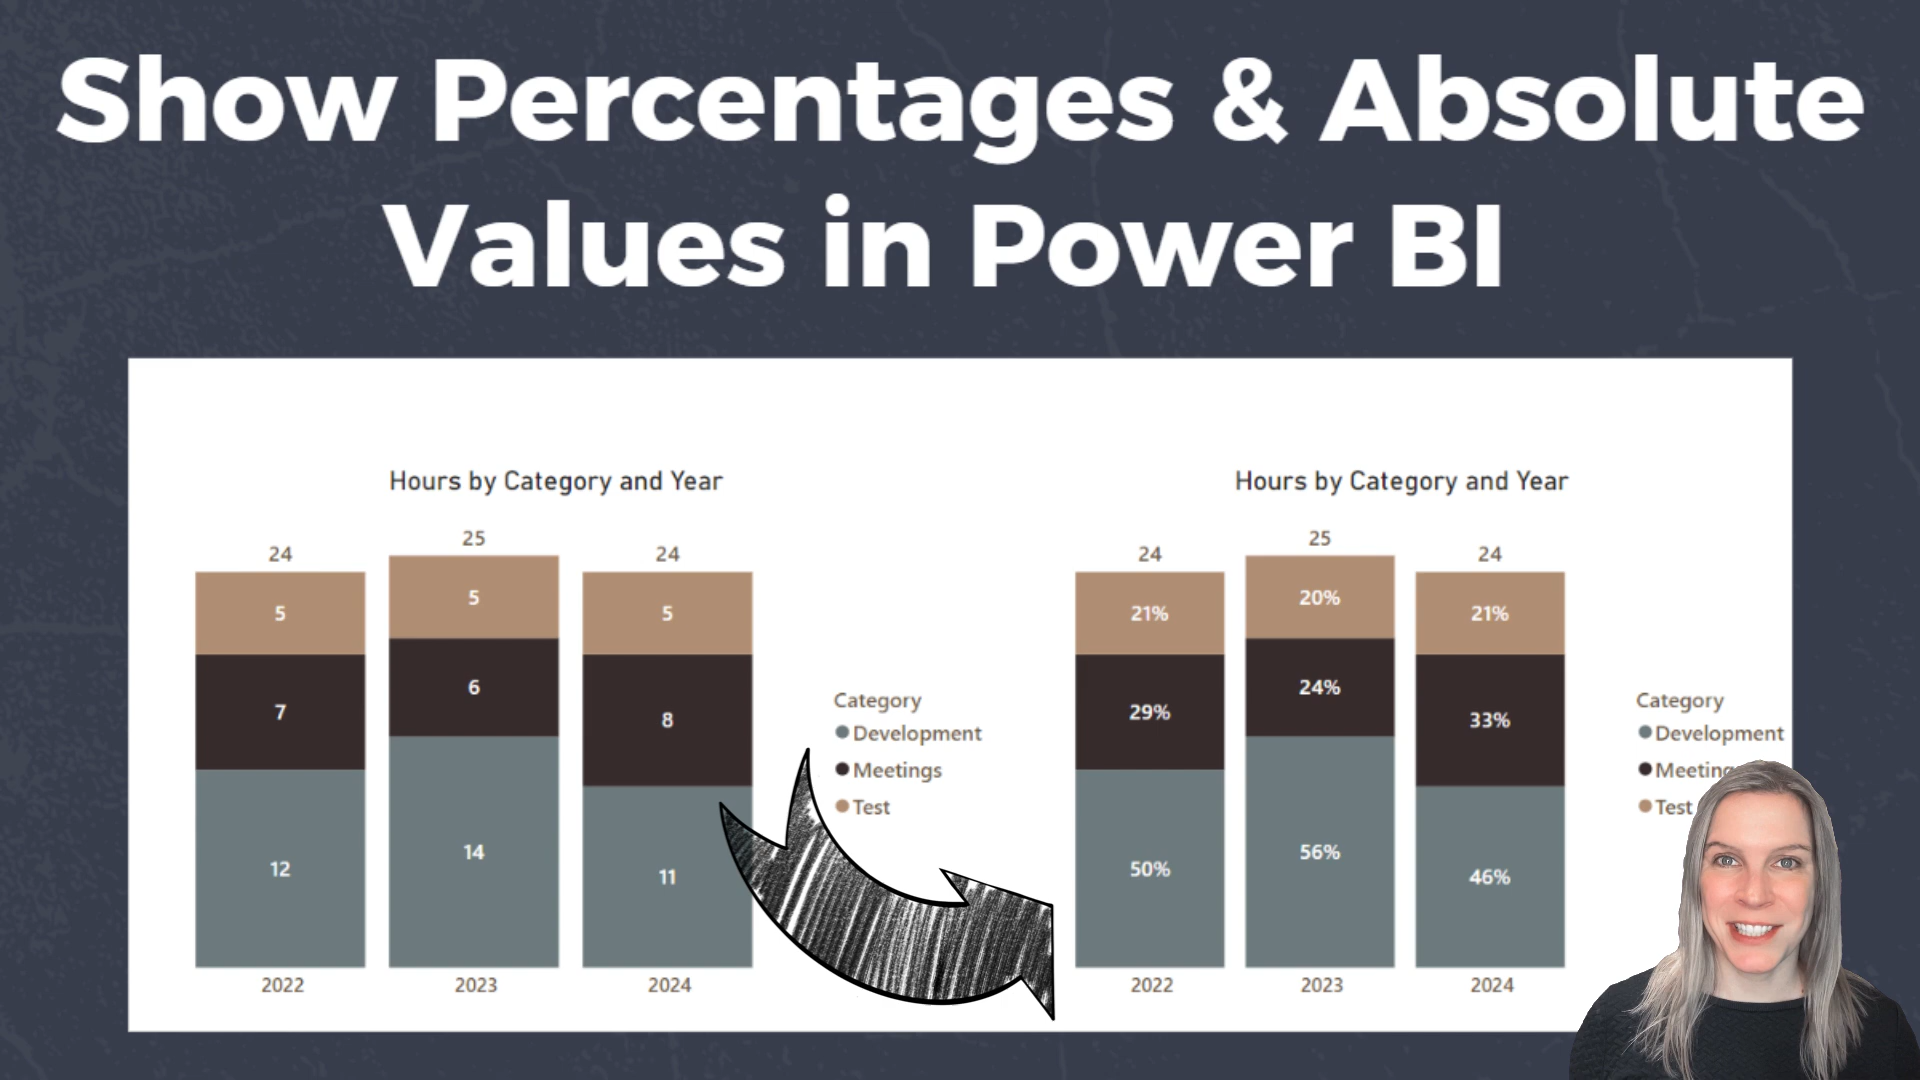 Show Percentages & Absolute
Values in Power BI
Hours by Category and Year
24
25
24
5
5
5
7
6
8
12
14
11
2022
2023
2024
Category
Development
Meetings
Test
Hours by Category and Year
24
25
24
21%
20%
21%
29%
24%
33%
50%
56%
46%
2022
2023
2024
Category
Development
Meeting
Test